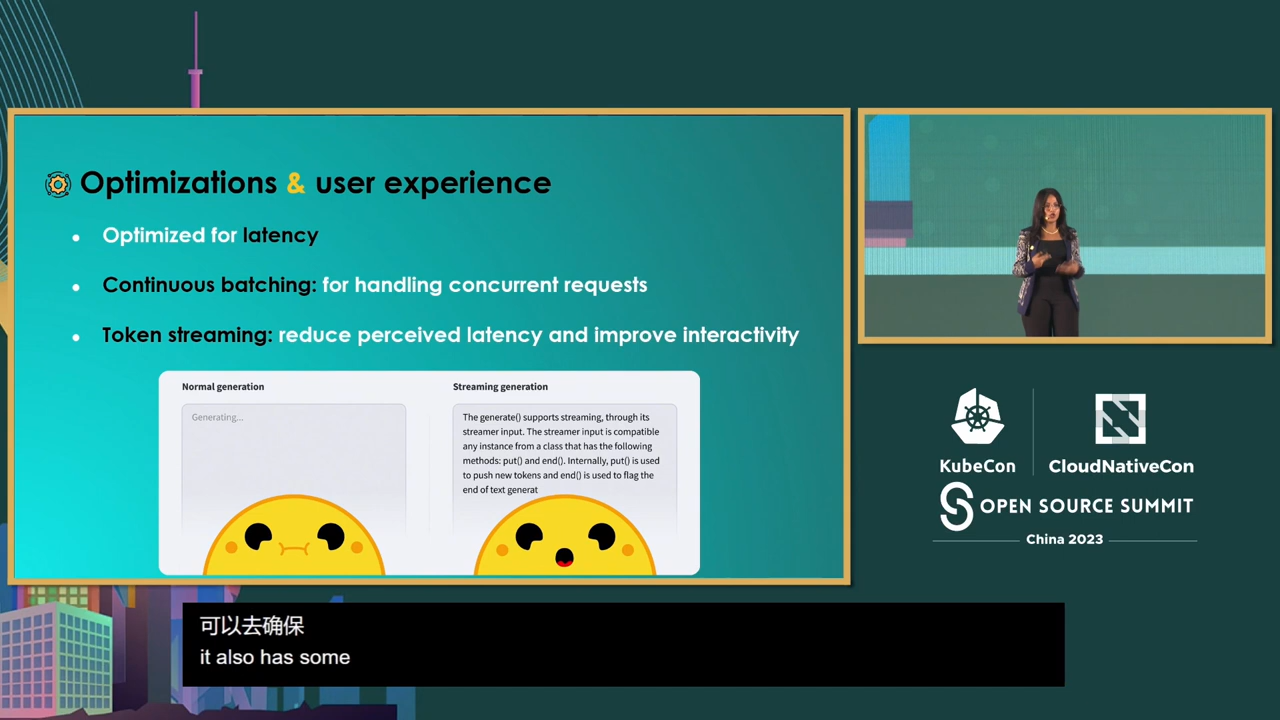 Optimizations & user experience
Optimized for latency
Continuous batching: for handling concurrent requests
Token streaming: reduce perceived latency and improve interactivity
Normal generation
Generating...
Streaming generation
The generate() supports streaming, through its
streamer input. The streamer input is compatible
any instance from a class that has the following
methods: put() and end(). Internally, put() is used
to push new tokens and end() is used to flag the
end of text generat
KubeCon
CloudNativeCon
OPEN SOURCE SUMMIT
China 2023
可以去确保
it also has some